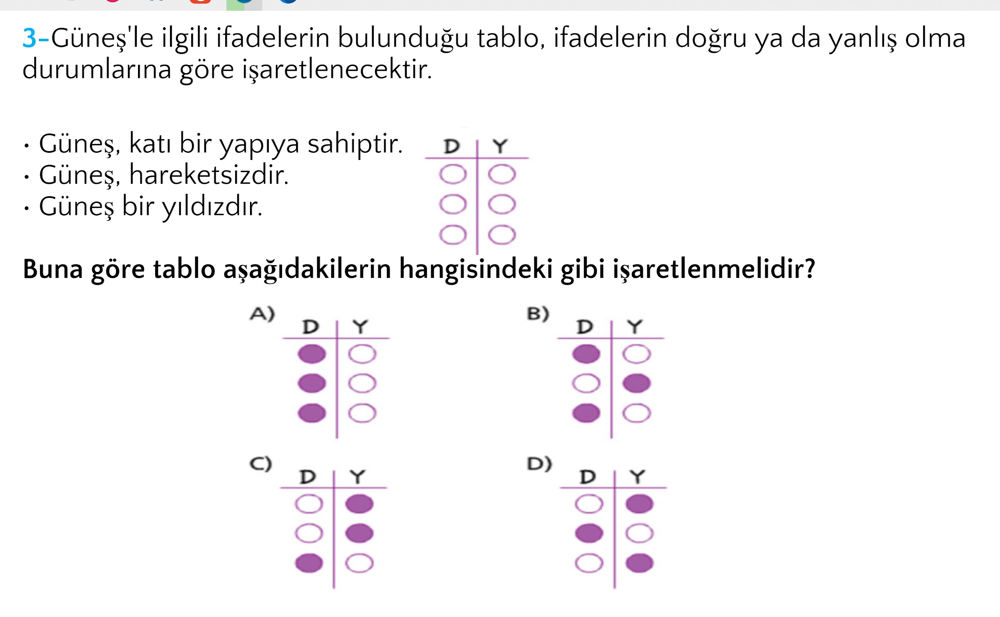 3-Güneş'le ilgili ifadelerin bulunduğu tablo, ifadelerin doğru ya da yanlış olma
durumlarına göre işaretlenecektir.
• Güneş, katı bir yapıya sahiptir.
• Güneş, hareketsizdir.
• Güneş bir yıldızdır.
D Y
Buna göre tablo aşağıdakilerin hangisindeki gibi işaretlenmelidir?
A)
D Y
B)
D Y
C)
D Y
D)
D Y